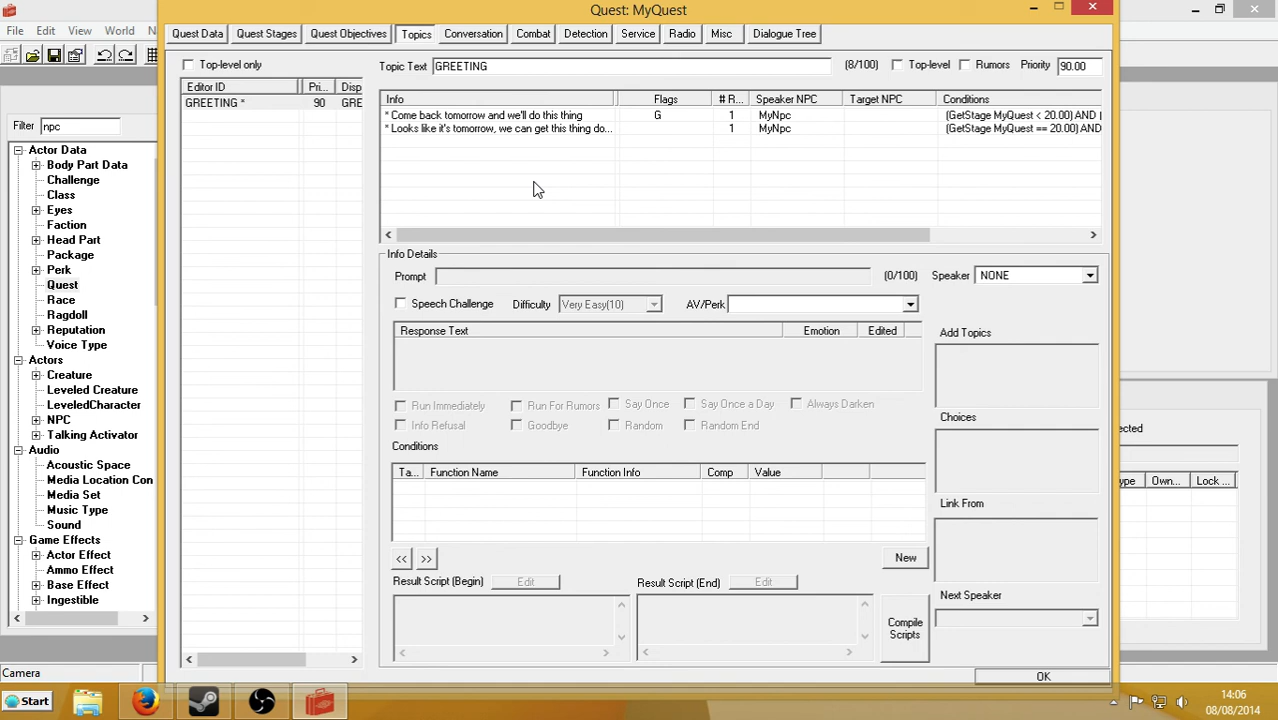 Quest: MyQuest
File Edit View World N
Quest Data Quest Stages Quest Objectives Topics Conversation Combat Detection Service Radio Misc Dialogue Tree
Top-level only
Topic Text GREETING (8/100) Top-level Rumors Priority 90.00
Editor ID Pri... Disp
GREETING * 90 GRE
Info Flags # R... Speaker NPC Target NPC Conditions
* Come back tomorrow and we'll do this thing G 1 MyNpc (GetStage MyQuest < 20.00) AND (
* Looks like it's tomorrow, we can get this thing do... 1 MyNpc (GetStage MyQuest == 20.00) AND
Filter npc
Actor Data
Body Part Data
Challenge
Class
Eyes
Faction
Head Part
Package
Perk
Quest
Race
Ragdoll
Reputation
Voice Type
Actors
Creature
Leveled Creature
LeveledCharacter
NPC
Talking Activator
Audio
Acoustic Space
Media Location Con
Media Set
Music Type
Sound
Game Effects
Actor Effect
Ammo Effect
Base Effect
Ingestible
Info Details
Prompt (0/100) Speaker NONE
Speech Challenge Difficulty Very Easy(10) AV/Perk
Response Text Emotion Edited
Add Topics
Run Immediately Run For Rumors Say Once Say Once a Day Always Darken
Info Refusal Goodbye Random Random End
Choices
Conditions
Ta... Function Name Function Info Comp Value
Link From
<< >> New
Result Script (Begin) Edit Result Script (End) Edit
Next Speaker
Compile Scripts
OK
ected
ype Own... Lock ...
Camera
Start
14:06
08/08/2014